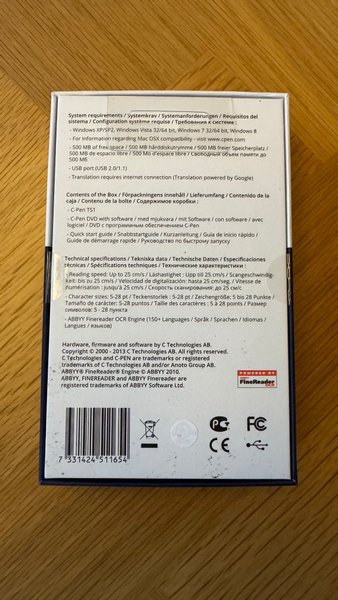 System requirements / Systemkrav / Systemanforderungen / Requisitos del
sistema / Configuration système requise / Требования к системе :
- Windows XP/SP2, Windows Vista 32/64 bit, Windows 7 32/64 bit, Windows 8
- For information regarding Mac OSX compatibility - visit www.cpen.com
- 500 MB of free space / 500 MB hårddiskutrymme / 500 MB freier Speicherplatz /
500 MB de espacio libre / 500 Mo d'espace libre / Свободный объем памяти до
500 Мб
- USB port (USB 2.0/1.1)
- Translation requires internet connection (Translation powered by Google)
Contents of the Box / Förpackningens innehåll / Lieferumfang / Contenido de la
caja / Contenu de la boîte / Содержимое коробки :
- C-Pen TS1
- C-Pen DVD with software / med mjukvara / mit Software / con software / avec
logiciel / DVD с программным обеспечением C-Pen
- Quick start guide / Snabbstartguide / Kurzanleitung / Guía de inicio rápido /
Guide de démarrage rapide / Руководство по быстрому запуску
Technical specifications / Tekniska data / Technische Daten / Especificaciones
técnicas / Spécifications techniques / Технические характеристики :
- Reading speed: Up to 25 cm/s / Läshastighet : Upp till 25 cm/s / Scangeschwindig-
keit: bis zu 25 cm/s / Velocidad de digitalización: hasta 25 cm/seg. / Vitesse de
numérisation : jusqu'à 25 cm/s / Скорость сканирования: до 25 см/с
- Character sizes: 5-28 pt / Teckenstorlek : 5-28 pt / Zeichengröße: 5 bis 28 Punkte /
Tamaño de carácter: 5-28 puntos / Taille des caractères : 5 à 28 points / Размер
символов: 5 - 28 пункта
- ABBYY Finereader OCR Engine (150+ Languages / Språk / Sprachen / Idiomas /
Langues / языков)
Hardware, firmware and software by C Technologies AB.
Copyright © 2000 - 2013 C Technologies AB. All rights reserved.
C Technologies and C-PEN are trademarks or registered
trademarks of C Technologies AB and/or Anoto Group AB.
ABBYY® FineReader® Engine © ABBYY 2010.
ABBYY, FINEREADER and ABBYY Finereader are
registered trademarks of ABBYY Software Ltd.
POWERED BY
ABBYY
FineReader
OCR
7 331424 511654
CE
FC